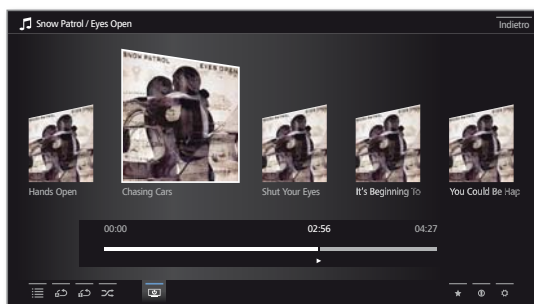 Snow Patrol / Eyes Open
Indietro
SNOW PATROL EYES OPEN
Hands Open
Chasing Cars
Shut Your Eyes
It's Beginning To
You Could Be Hap
00:00
02:56
04:27